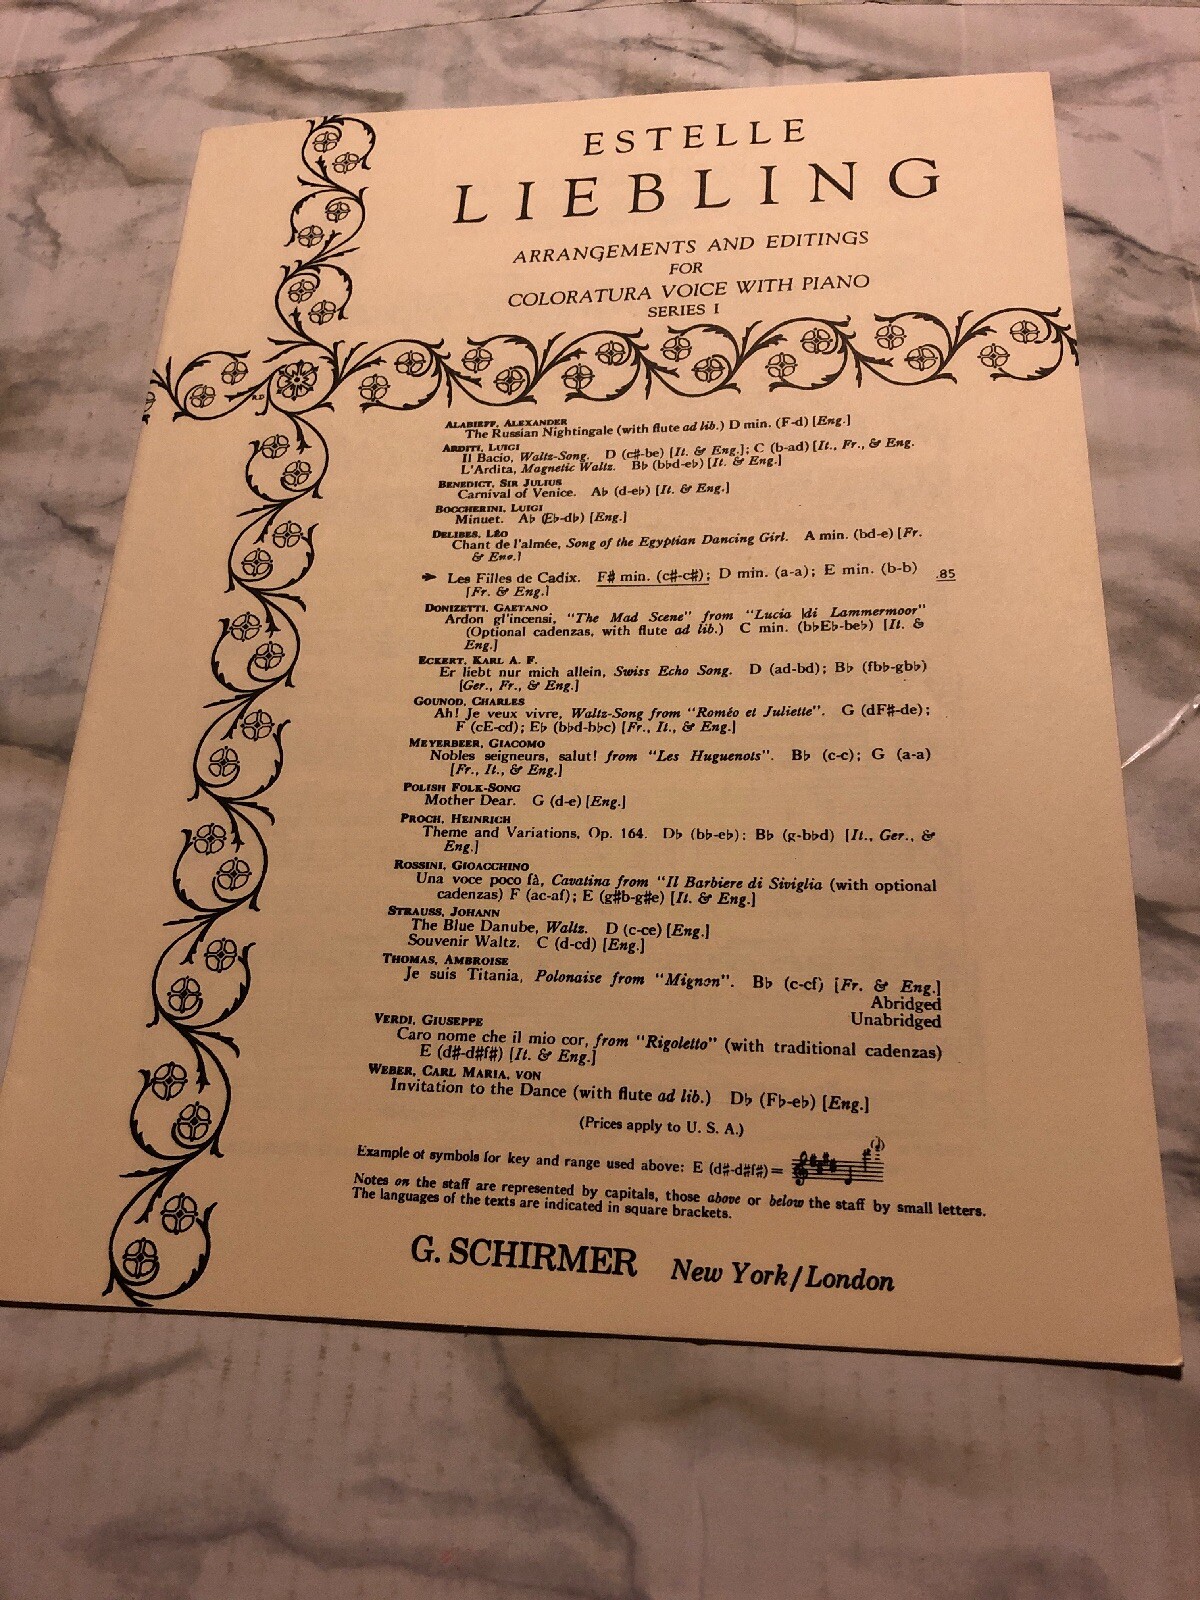 ESTELLE
LIEBLING
ARRANGEMENTS AND EDITINGS
FOR
COLORATURA VOICE WITH PIANO
SERIES I
R.D.
ALABIEFF, ALEXANDER
The Russian Nightingale (with flute ad lib.) D min. (F-d) [Eng.]
ARDITI, LUIGI
Il Bacio, Waltz-Song. D (c#-be) [It. & Eng.]; C (b-ad) [It., Fr., & Eng.
L'Ardita, Magnetic Waltz. B♭ (b♭d-e♭) [It. & Eng.]
BENEDICT, SIR JULIUS
Carnival of Venice. A♭ (d-e♭) [It. & Eng.]
BOCCHERINI, LUIGI
Minuet. A♭ (E♭-d♭) [Eng.]
DELIBES, LÉO
Chant de l'almée, Song of the Egyptian Dancing Girl. A min. (bd-e) [Fr.
& Eng.]
➛ Les Filles de Cadix. F# min. (c#-c#); D min. (a-a); E min. (b-b) .85
[Fr. & Eng.]
DONIZETTI, GAETANO
Ardon gl'incensi, "The Mad Scene" from "Lucia di Lammermoor"
(Optional cadenzas, with flute ad lib.) C min. (b♭E♭-be♭) [It. &
Eng.]
ECKERT, KARL A. F.
Er liebt nur mich allein, Swiss Echo Song. D (ad-bd); B♭ (fb♭-gb♭)
[Ger., Fr., & Eng.]
GOUNOD, CHARLES
Ah! Je veux vivre, Waltz-Song from "Roméo et Juliette". G (dF#-de);
F (cE-cd); E♭ (b♭d-b♭c) [Fr., It., & Eng.]
MEYERBEER, GIACOMO
Nobles seigneurs, salut! from "Les Huguenots". B♭ (c-c); G (a-a)
[Fr., It., & Eng.]
POLISH FOLK-SONG
Mother Dear. G (d-e) [Eng.]
PROCH, HEINRICH
Theme and Variations, Op. 164. D♭ (b♭-e♭): B♭ (g-b♭d) [It., Ger., &
Eng.]
ROSSINI, GIOACCHINO
Una voce poco fà, Cavatina from "Il Barbiere di Siviglia (with optional
cadenzas) F (ac-af); E (g#b-g#e) [It. & Eng.]
STRAUSS, JOHANN
The Blue Danube, Waltz. D (c-ce) [Eng.]
Souvenir Waltz. C (d-cd) [Eng.]
THOMAS, AMBROISE
Je suis Titania, Polonaise from "Mignon". B♭ (c-cf) [Fr. & Eng.]
Abridged
Unabridged
VERDI, GIUSEPPE
Caro nome che il mio cor, from "Rigoletto" (with traditional cadenzas)
E (d#-d#f#) [It. & Eng.]
WEBER, CARL MARIA, VON
Invitation to the Dance (with flute ad lib.) D♭ (F♭-e♭) [Eng.]
(Prices apply to U. S. A.)
Example of symbols for key and range used above: E (d#-d#f#) =
Notes on the staff are represented by capitals, those above or below the staff by small letters.
The languages of the texts are indicated in square brackets.
G. SCHIRMER New York/London